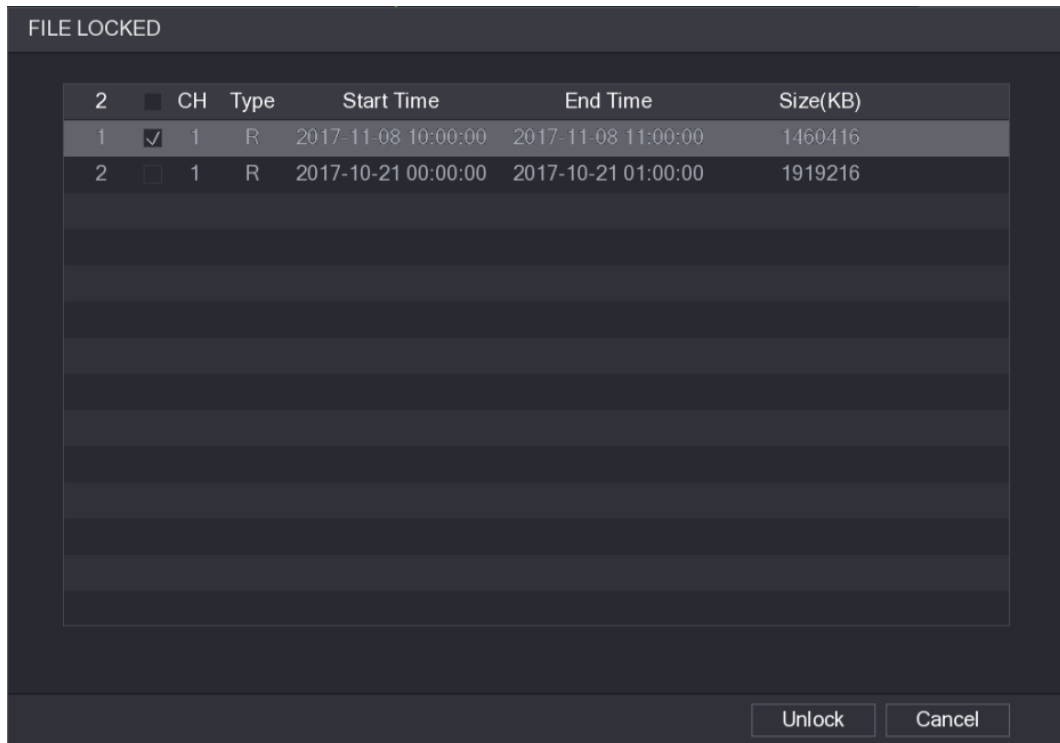 FILE LOCKED
2 CH Type Start Time End Time Size(KB)
1 1 R 2017-11-08 10:00:00 2017-11-08 11:00:00 1460416
2 1 R 2017-10-21 00:00:00 2017-10-21 01:00:00 1919216
Unlock Cancel